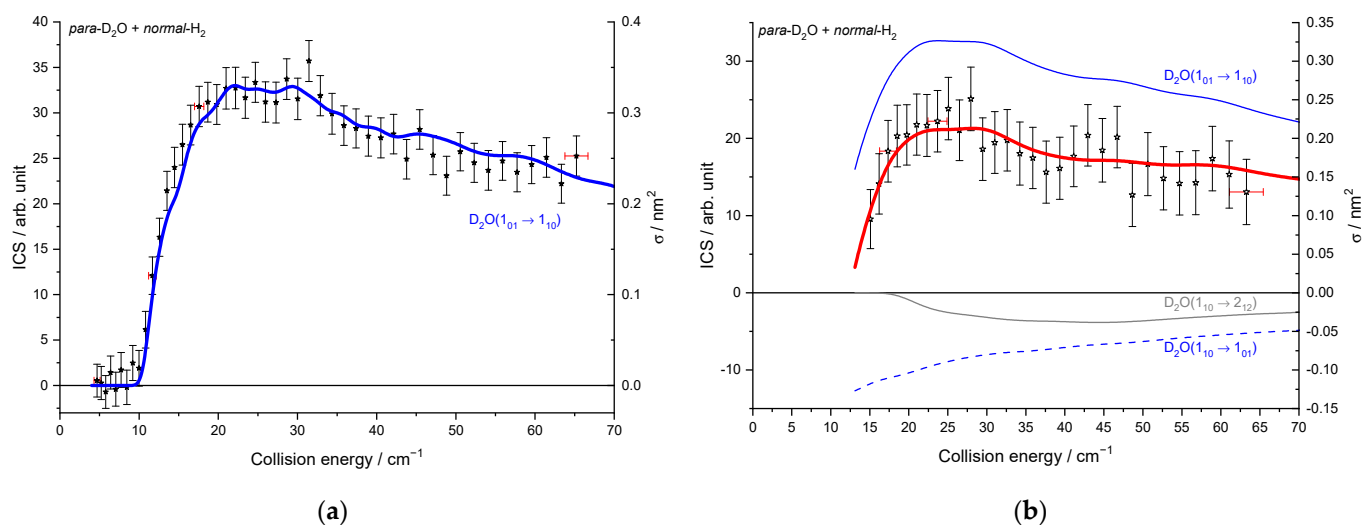 para-D₂O + normal-H₂
ICS / arb. unit
40
35
30
25
20
15
10
5
0
0.4
0.3
0.2
0.1
0.0
σ / nm²
D₂O(1₀₁ → 1₁₀)
0 10 20 30 40 50 60 70
Collision energy / cm⁻¹
(a)
para-D₂O + normal-H₂
ICS / arb. unit
30
20
10
0
-10
0.35
0.30
0.25
0.20
0.15
0.10
0.05
0.00
-0.05
-0.10
-0.15
σ / nm²
D₂O(1₀₁ → 1₁₀)
D₂O(1₁₀ → 2₁₂)
D₂O(1₁₀ → 1₀₁)
0 5 10 15 20 25 30 35 40 45 50 55 60 65 70
Collision energy / cm⁻¹
(b)